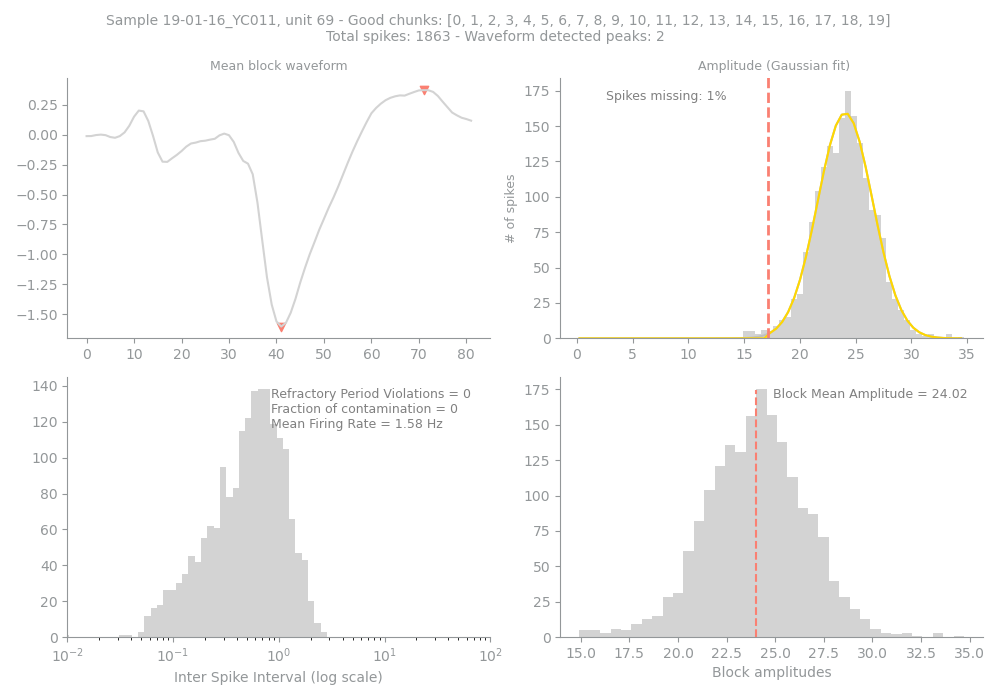 Sample 19-01-16_YC011, unit 69 - Good chunks: [0, 1, 2, 3, 4, 5, 6, 7, 8, 9, 10, 11, 12, 13, 14, 15, 16, 17, 18, 19]
Total spikes: 1863 - Waveform detected peaks: 2
Mean block waveform
0.25
0.00
−0.25
−0.50
−0.75
−1.00
−1.25
−1.50
0 10 20 30 40 50 60 70 80
Amplitude (Gaussian fit)
Spikes missing: 1%
# of spikes
175
150
125
100
75
50
25
0
0 5 10 15 20 25 30 35
Refractory Period Violations = 0
Fraction of contamination = 0
Mean Firing Rate = 1.58 Hz
140
120
100
80
60
40
20
0
10⁻² 10⁻¹ 10⁰ 10¹ 10²
Inter Spike Interval (log scale)
Block Mean Amplitude = 24.02
175
150
125
100
75
50
25
0
15.0 17.5 20.0 22.5 25.0 27.5 30.0 32.5 35.0
Block amplitudes